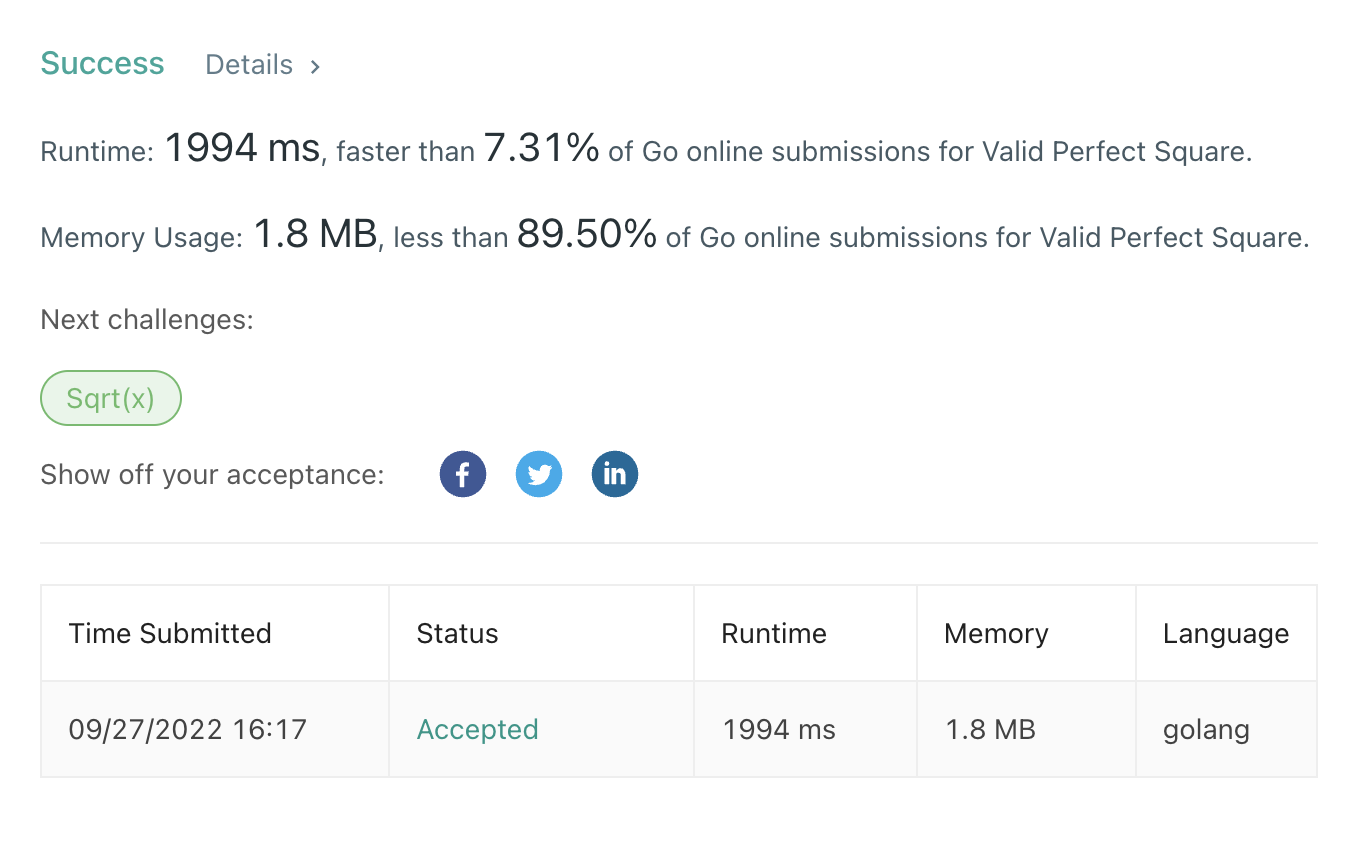 Success Details >
Runtime: 1994 ms, faster than 7.31% of Go online submissions for Valid Perfect Square.
Memory Usage: 1.8 MB, less than 89.50% of Go online submissions for Valid Perfect Square.
Next challenges:
Sqrt(x)
Show off your acceptance: f in
Time Submitted Status Runtime Memory Language
09/27/2022 16:17 Accepted 1994 ms 1.8 MB golang